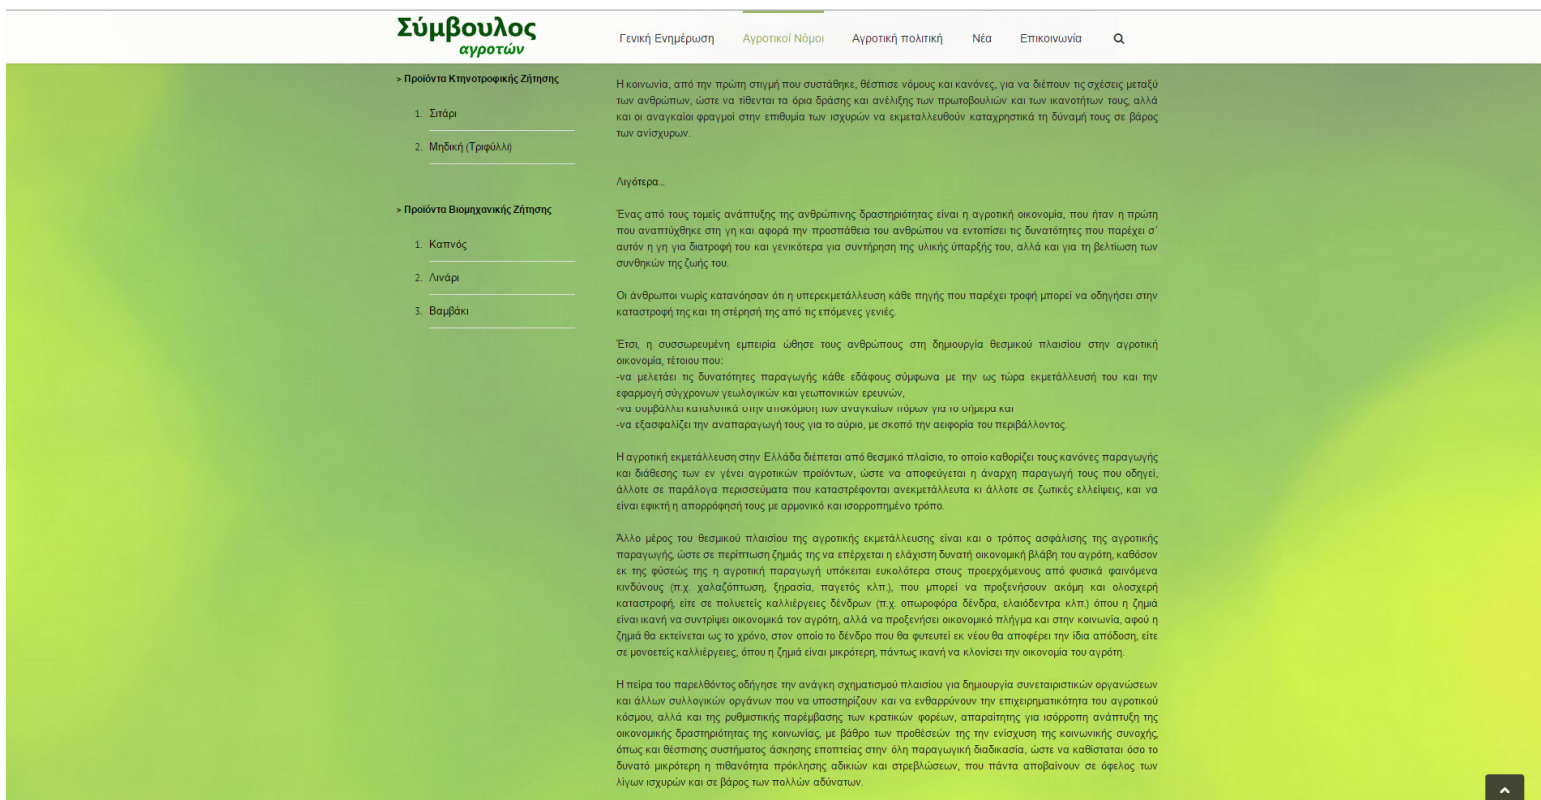 Σύμβουλος
αγροτών
Γενική Ενημέρωση
Αγροτικοί Νόμοι
Αγροτική πολιτική
Νέα
Επικοινωνία
> Προϊόντα Κτηνοτροφικής Ζήτησης
1. Σιτάρι
2. Μηδική (Τριφύλλι)
> Προϊόντα Βιομηχανικής Ζήτησης
1. Καπνός
2. Λινάρι
3. Βαμβάκι
Η κοινωνία, από την πρώτη στιγμή που συστάθηκε, θέσπισε νόμους και κανόνες, για να διέπουν τις σχέσεις μεταξύ
των ανθρώπων, ώστε να τίθενται τα όρια δράσης και ανέλιξης των πρωτοβουλιών και των ικανοτήτων τους, αλλά
και οι αναγκαίοι φραγμοί στην επιθυμία των ισχυρών να εκμεταλλευθούν καταχρηστικά τη δύναμή τους σε βάρος
των ανίσχυρων.
Λιγότερα...
Ένας από τους τομείς ανάπτυξης της ανθρώπινης δραστηριότητας είναι η αγροτική οικονομία, που ήταν η πρώτη
που αναπτύχθηκε στη γη και αφορά την προσπάθεια του ανθρώπου να εντοπίσει τις δυνατότητες που παρέχει σ΄
αυτόν η γη για διατροφή του και γενικότερα για συντήρηση της υλικής ύπαρξής του, αλλά και για τη βελτίωση των
συνθηκών της ζωής του.
Οι άνθρωποι νωρίς κατανόησαν ότι η υπερεκμετάλλευση κάθε πηγής που παρέχει τροφή μπορεί να οδηγήσει στην
καταστροφή της και τη στέρησή της από τις επόμενες γενιές.
Έτσι, η συσσωρευμένη εμπειρία ώθησε τους ανθρώπους στη δημιουργία θεσμικού πλαισίου στην αγροτική
οικονομία, τέτοιου που:
-να μελετάει τις δυνατότητες παραγωγής κάθε εδάφους σύμφωνα με την ως τώρα εκμετάλλευσή του και την
εφαρμογή σύγχρονων γεωλογικών και γεωπονικών ερευνών,
-να συμβάλλει καταλυτικά στην αποκόμιση των αναγκαίων πόρων για το σήμερα και
-να εξασφαλίζει την αναπαραγωγή τους για το αύριο, με σκοπό την αειφορία του περιβάλλοντος.
Η αγροτική εκμετάλλευση στην Ελλάδα διέπεται από θεσμικό πλαίσιο, το οποίο καθορίζει τους κανόνες παραγωγής
και διάθεσης των εν γένει αγροτικών προϊόντων, ώστε να αποφεύγεται η άναρχη παραγωγή τους που οδηγεί,
άλλοτε σε παράλογα περισσεύματα που καταστρέφονται ανεκμετάλλευτα κι άλλοτε σε ζωτικές ελλείψεις, και να
είναι εφικτή η απορρόφησή τους με αρμονικό και ισορροπημένο τρόπο.
Άλλο μέρος του θεσμικού πλαισίου της αγροτικής εκμετάλλευσης είναι και ο τρόπος ασφάλισης της αγροτικής
παραγωγής, ώστε σε περίπτωση ζημιάς της να επέρχεται η ελάχιστη δυνατή οικονομική βλάβη του αγρότη, καθόσον
εκ της φύσεώς της η αγροτική παραγωγή υπόκειται ευκολότερα στους προερχόμενους από φυσικά φαινόμενα
κινδύνους (π.χ. χαλαζόπτωση, ξηρασία, παγετός κλπ.), που μπορεί να προξενήσουν ακόμη και ολοσχερή
καταστροφή, είτε σε πολυετείς καλλιέργειες δένδρων (π.χ. οπωροφόρα δένδρα, ελαιόδεντρα κλπ.) όπου η ζημιά
είναι ικανή να συντρίψει οικονομικά τον αγρότη, αλλά να προξενήσει οικονομικό πλήγμα και στην κοινωνία, αφού η
ζημιά θα εκτείνεται ως το χρόνο, στον οποίο το δένδρο που θα φυτευτεί εκ νέου θα αποφέρει την ίδια απόδοση, είτε
σε μονοετείς καλλιέργειες, όπου η ζημιά είναι μικρότερη, πάντως ικανή να κλονίσει την οικονομία του αγρότη.
Η πείρα του παρελθόντος οδήγησε την ανάγκη σχηματισμού πλαισίου για δημιουργία συνεταιριστικών οργανώσεων
και άλλων συλλογικών οργάνων που να υποστηρίζουν και να ενθαρρύνουν την επιχειρηματικότητα του αγροτικού
κόσμου, αλλά και της ρυθμιστικής παρέμβασης των κρατικών φορέων, απαραίτητης για ισόρροπη ανάπτυξη της
οικονομικής δραστηριότητας της κοινωνίας, με βάθρο των προθέσεών της την ενίσχυση της κοινωνικής συνοχής,
όπως και θέσπισης συστήματος άσκησης εποπτείας στην όλη παραγωγική διαδικασία, ώστε να καθίσταται όσο το
δυνατό μικρότερη η πιθανότητα πρόκλησης αδικιών και στρεβλώσεων, που πάντα αποβαίνουν σε όφελος των
λίγων ισχυρών και σε βάρος των πολλών αδύνατων.